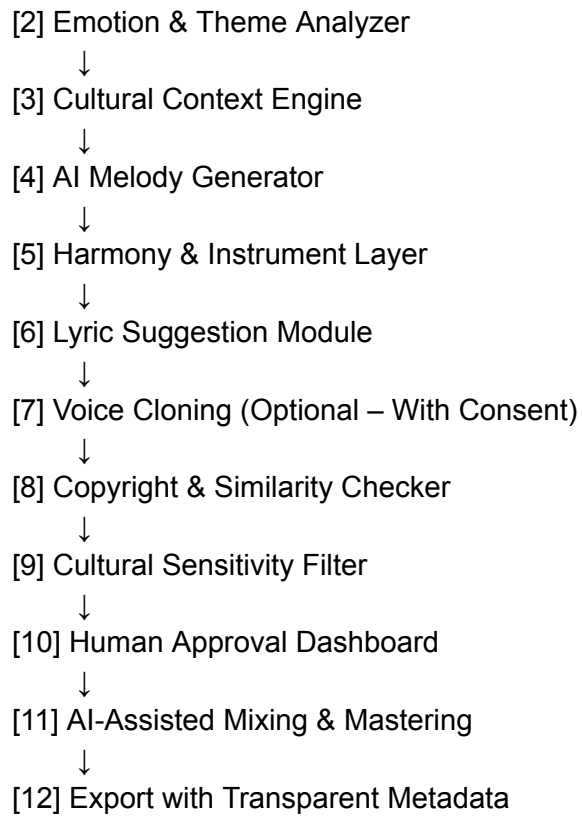 [2] Emotion & Theme Analyzer
↓
[3] Cultural Context Engine
↓
[4] AI Melody Generator
↓
[5] Harmony & Instrument Layer
↓
[6] Lyric Suggestion Module
↓
[7] Voice Cloning (Optional – With Consent)
↓
[8] Copyright & Similarity Checker
↓
[9] Cultural Sensitivity Filter
↓
[10] Human Approval Dashboard
↓
[11] AI-Assisted Mixing & Mastering
↓
[12] Export with Transparent Metadata